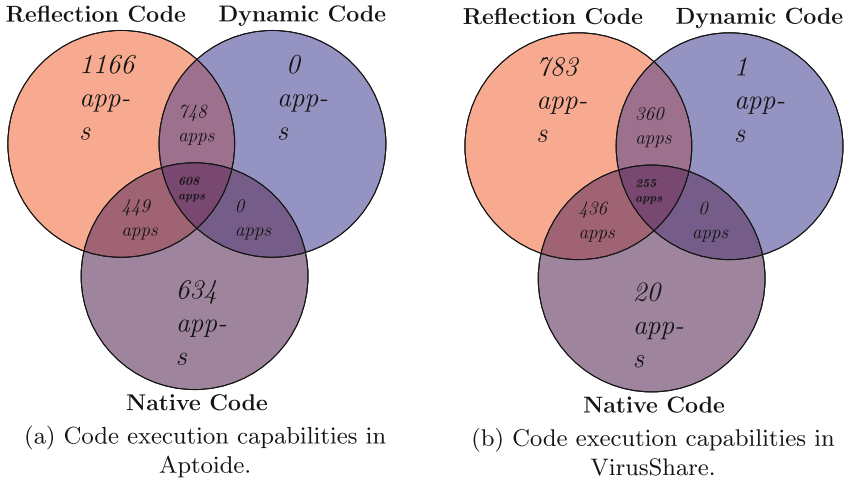 Reflection Code
Dynamic Code
1166
app-
s
0
app-
s
748
apps
608
apps
449
apps
0
apps
634
app-
s
Native Code
(a) Code execution capabilities in
Aptoide.
Reflection Code
Dynamic Code
783
app-
s
1
app-
s
360
apps
255
apps
436
apps
0
apps
20
app-
s
Native Code
(b) Code execution capabilities in
VirusShare.